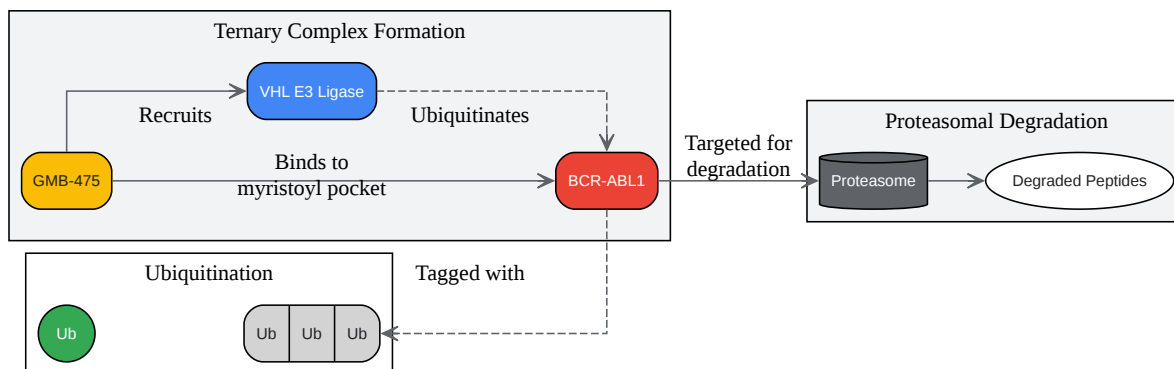 Ternary Complex Formation
VHL E3 Ligase
Recruits
Ubiquitinates
GMB-475
Binds to
myristoyl pocket
BCR-ABL1
Targeted for
degradation
Proteasomal Degradation
Proteasome
Degraded Peptides
Ubiquitination
Tagged with
Ub
Ub
Ub
Ub